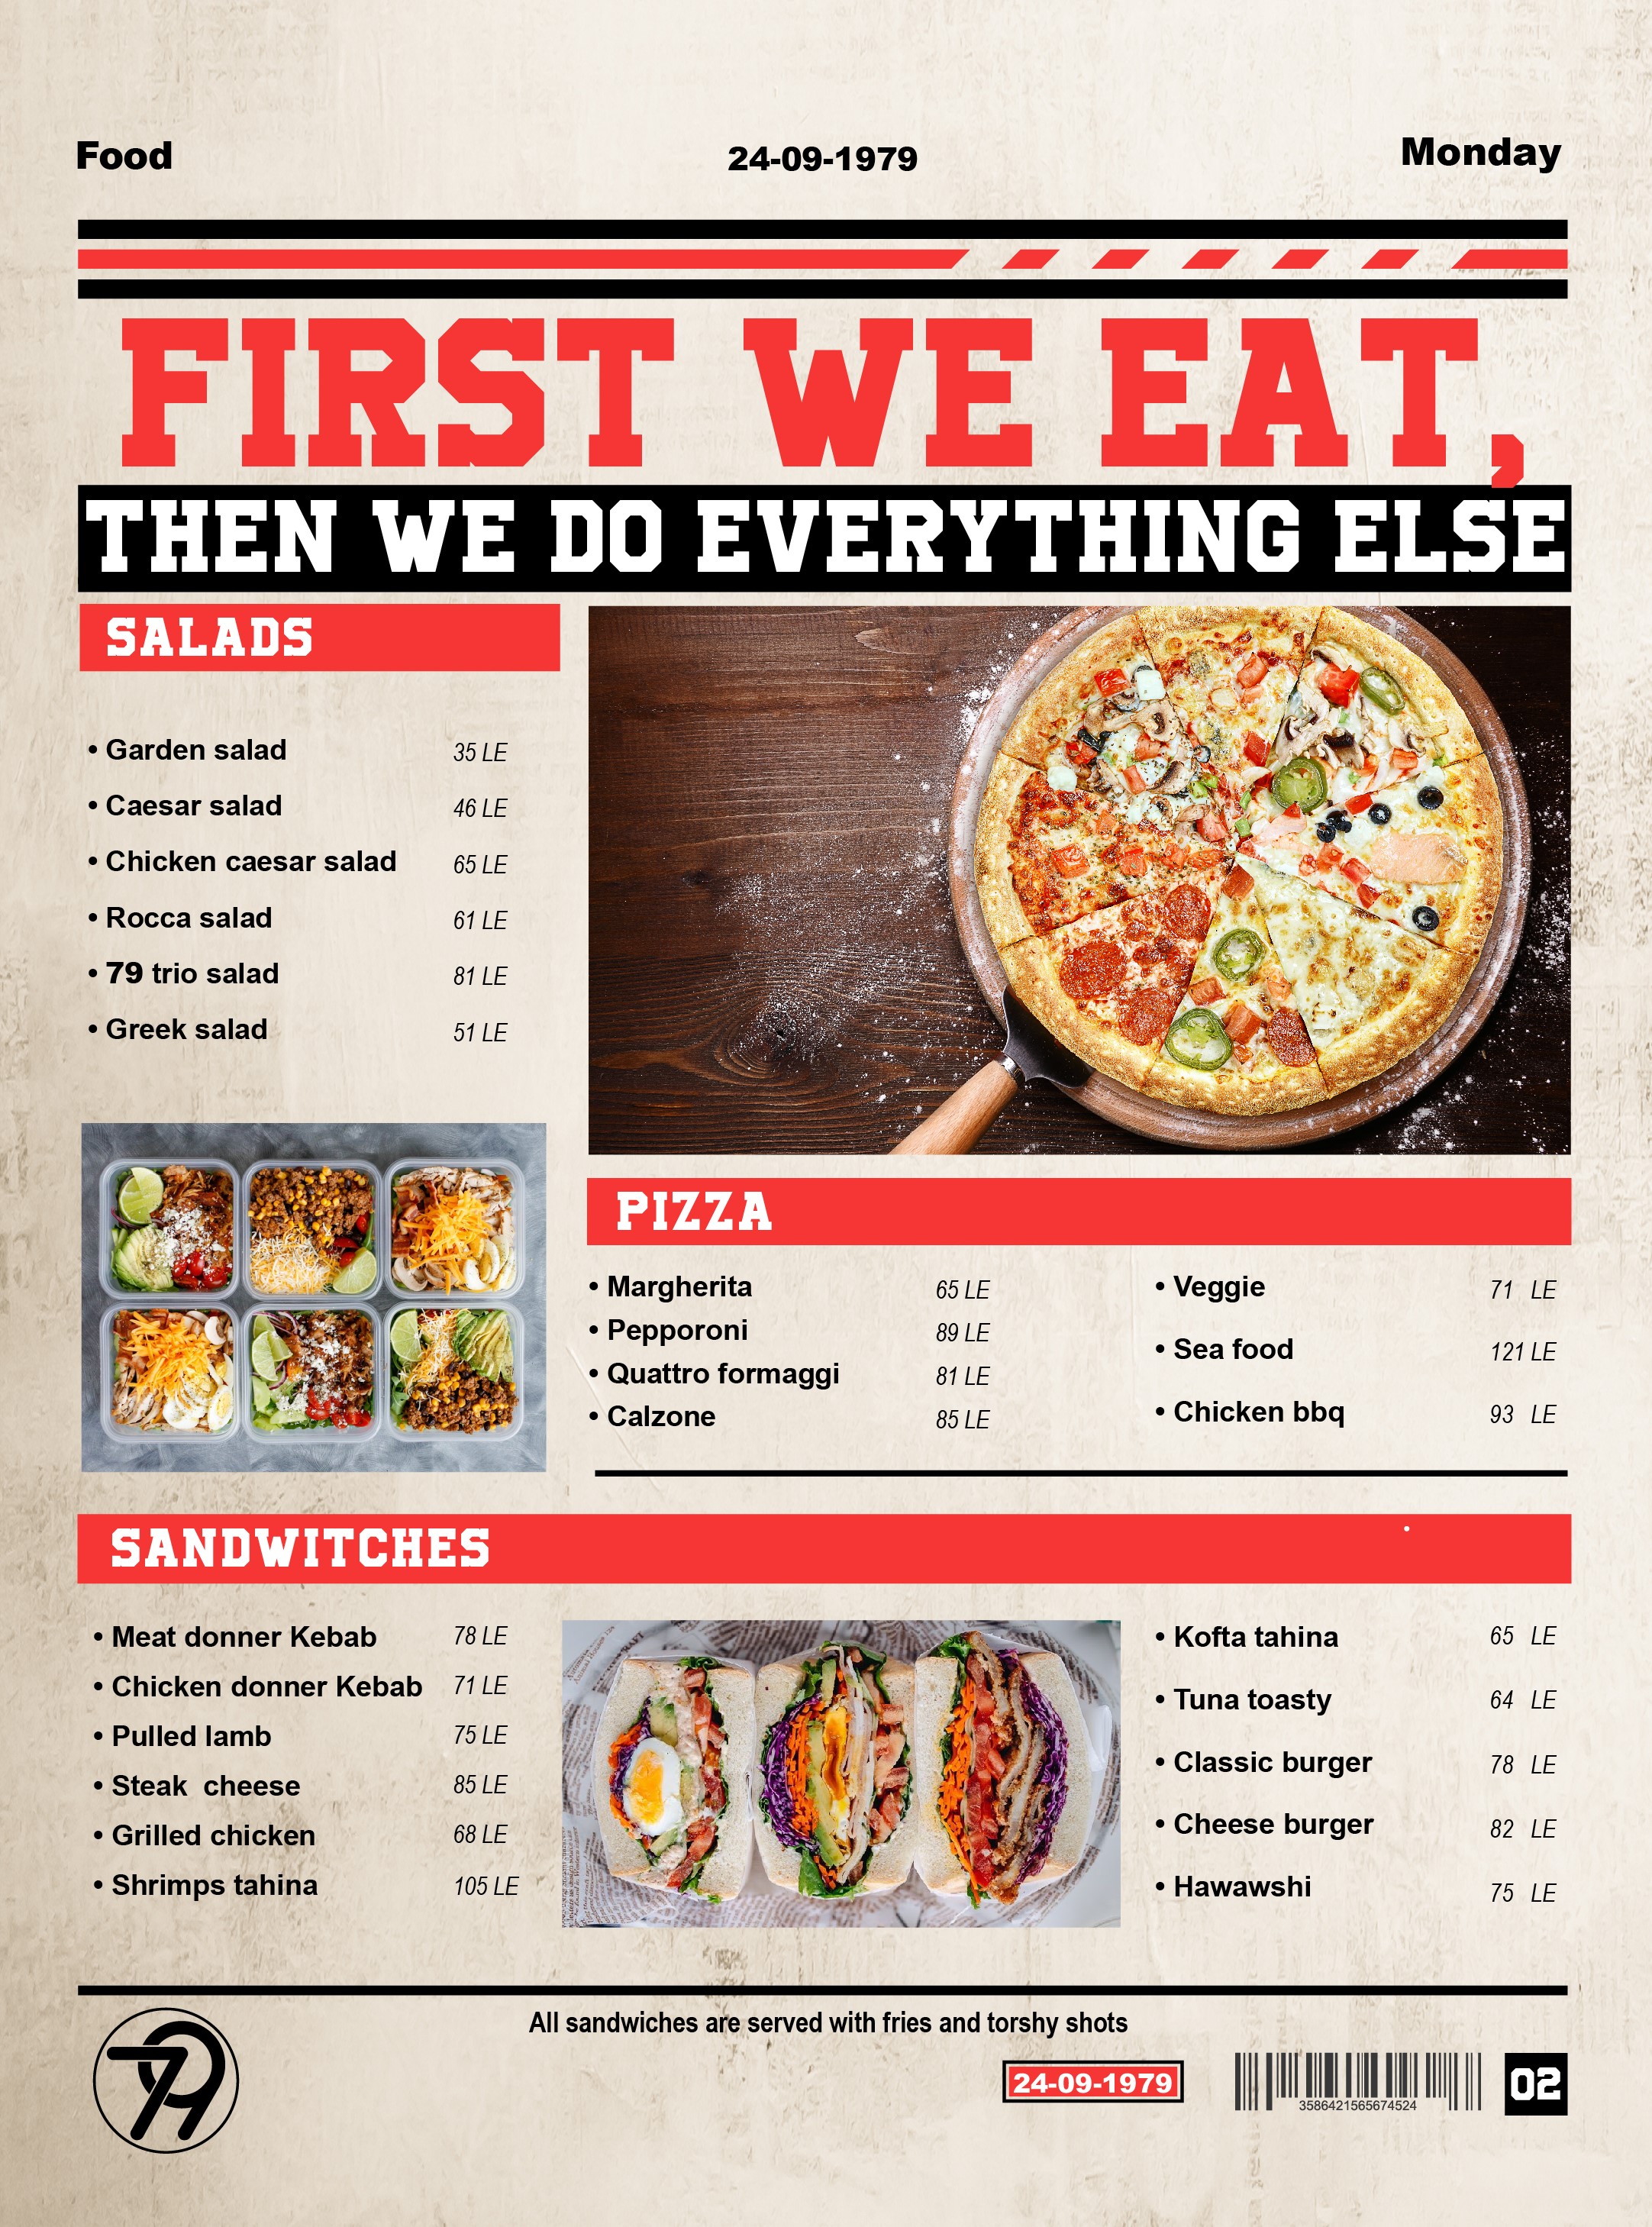 Food
24-09-1979
Monday
FIRST WE EAT,
THEN WE DO EVERYTHING ELSE
SALADS
• Garden salad 35 LE
• Caesar salad 46 LE
• Chicken caesar salad 65 LE
• Rocca salad 61 LE
• 79 trio salad 81 LE
• Greek salad 51 LE
PIZZA
• Margherita 65 LE
• Pepporoni 89 LE
• Quattro formaggi 81 LE
• Calzone 85 LE
• Veggie 71 LE
• Sea food 121 LE
• Chicken bbq 93 LE
SANDWITCHES
• Meat donner Kebab 78 LE
• Chicken donner Kebab 71 LE
• Pulled lamb 75 LE
• Steak cheese 85 LE
• Grilled chicken 68 LE
• Shrimps tahina 105 LE
• Kofta tahina 65 LE
• Tuna toasty 64 LE
• Classic burger 78 LE
• Cheese burger 82 LE
• Hawawshi 75 LE
All sandwiches are served with fries and torshy shots
79
24-09-1979
3586421565674524
02